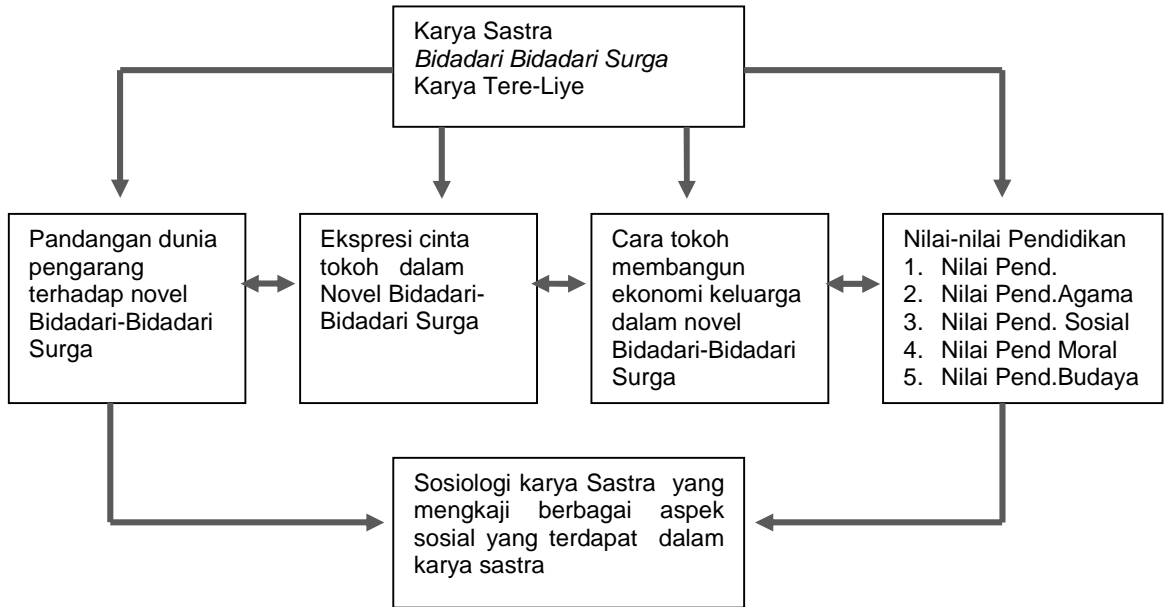 Karya Sastra
Bidadari Bidadari Surga
Karya Tere-Liye
Pandangan dunia
pengarang
terhadap novel
Bidadari-Bidadari
Surga
Ekspresi cinta
tokoh dalam
Novel Bidadari-
Bidadari Surga
Cara tokoh
membangun
ekonomi keluarga
dalam novel
Bidadari-Bidadari
Surga
Nilai-nilai Pendidikan
1. Nilai Pend.
2. Nilai Pend.Agama
3. Nilai Pend. Sosial
4. Nilai Pend Moral
5. Nilai Pend.Budaya
Sosiologi karya Sastra yang
mengkaji berbagai aspek
sosial yang terdapat dalam
karya sastra